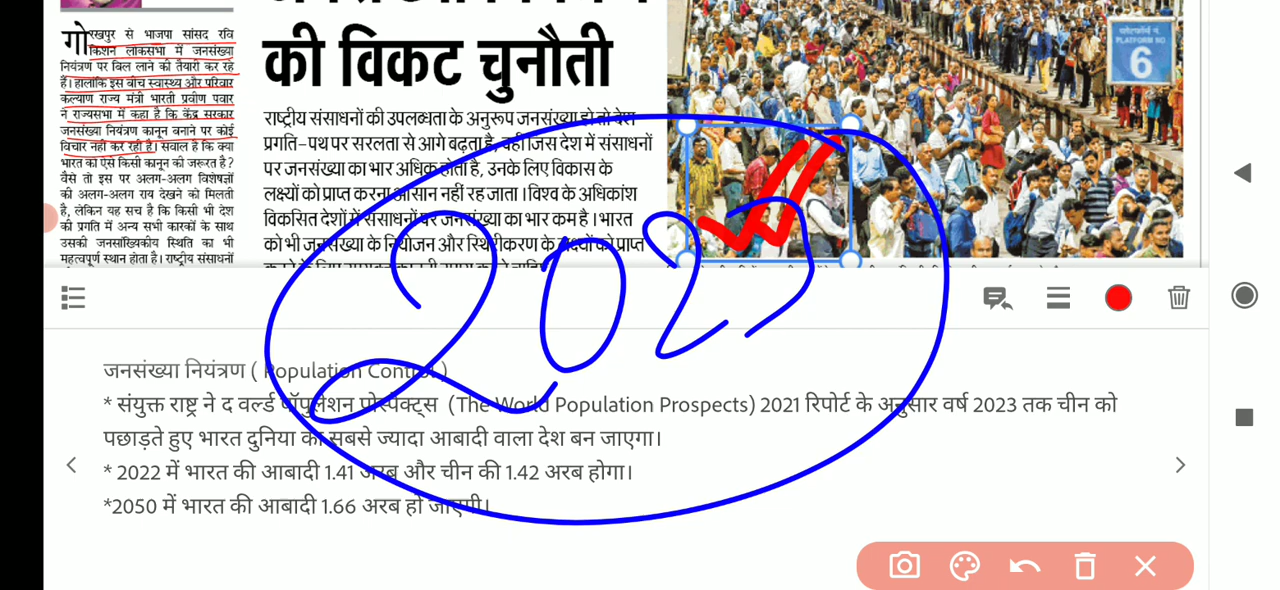 की विकट चुनौती
गोरखपुर से भाजपा सांसद रवि
किशन लोकसभा में जनसंख्या
नियंत्रण पर बिल लाने की तैयारी कर रहे
हैं। हालांकि इस बीच स्वास्थ्य और परिवार
कल्याण राज्य मंत्री भारती प्रवीण पवार
ने राज्यसभा में कहा है कि केंद्र सरकार
जनसंख्या नियंत्रण कानून बनाने पर कोई
विचार नहीं कर रही है। सवाल है कि क्या
भारत को ऐसे किसी कानून की जरूरत है?
वैसे तो इस पर अलग-अलग विशेषज्ञों
की अलग-अलग राय देखने को मिलती
है, लेकिन यह सच है कि किसी भी देश
की प्रगति में अन्य सभी कारकों के साथ
उसकी जनसांख्यिकीय स्थिति का भी
महत्वपूर्ण स्थान होता है। राष्ट्रीय संसाधनों
राष्ट्रीय संसाधनों की उपलब्धता के अनुरूप जनसंख्या हो तो देश
प्रगति-पथ पर सरलता से आगे बढ़ता है, वहीं जिस देश में संसाधनों
पर जनसंख्या का भार अधिक होता है, उनके लिए विकास के
लक्ष्यों को प्राप्त करना आसान नहीं रह जाता। विश्व के अधिकांश
विकसित देशों में संसाधनों पर जनसंख्या का भार कम है। भारत
को भी जनसंख्या के नियोजन और स्थिरीकरण के लक्ष्यों को प्राप्त
प्लेटफॉर्म नं.
PLATFORM NO
6
2023
जनसंख्या नियंत्रण ( Population Control )
* संयुक्त राष्ट्र ने द वर्ल्ड पॉपुलेशन प्रोस्पेक्ट्स (The World Population Prospects) 2021 रिपोर्ट के अनुसार वर्ष 2023 तक चीन को
पछाड़ते हुए भारत दुनिया का सबसे ज्यादा आबादी वाला देश बन जाएगा।
* 2022 में भारत की आबादी 1.41 अरब और चीन की 1.42 अरब होगा।
*2050 में भारत की आबादी 1.66 अरब हो जाएगी।